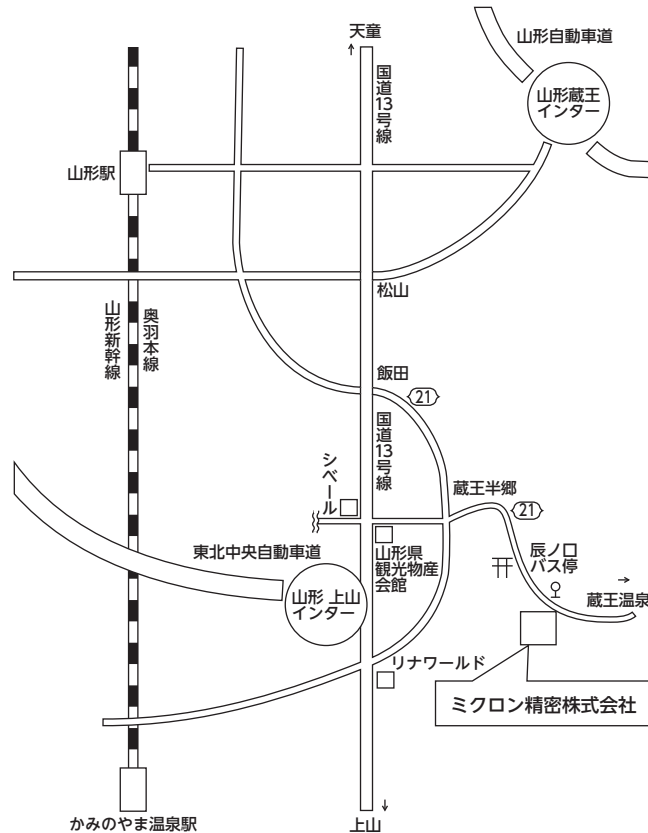 天童
山形自動車道
国道13号線
山形蔵王
インター
山形駅
松山
山形新幹線
奥羽本線
飯田
21
国道13号線
シベール
蔵王半郷
21
東北中央自動車道
山形県
観光物産
会館
辰ノ口
バス停
山形 上山
インター
蔵王温泉
リナワールド
ミクロン精密株式会社
かみのやま温泉駅
上山